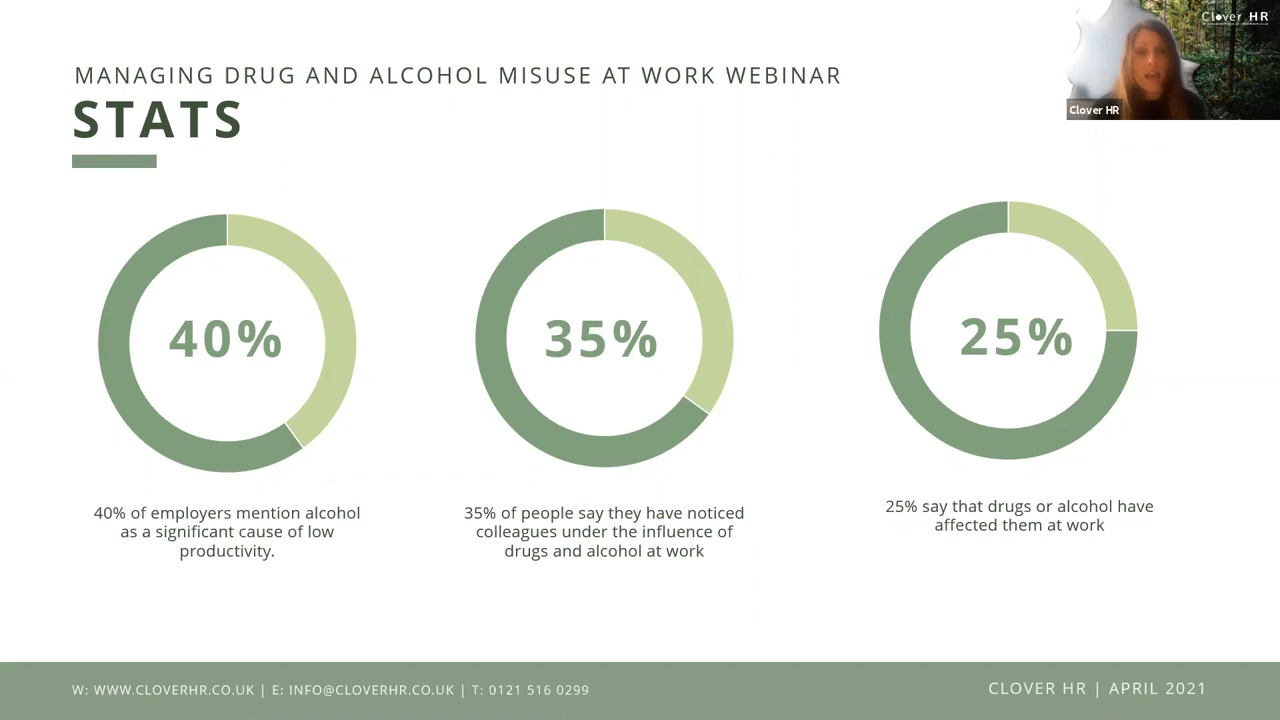 Clover HR
Clover HR
MANAGING DRUG AND ALCOHOL MISUSE AT WORK WEBINAR
STATS
40%
35%
25%
40% of employers mention alcohol
as a significant cause of low
productivity.
35% of people say they have noticed
colleagues under the influence of
drugs and alcohol at work
25% say that drugs or alcohol have
affected them at work
W: WWW.CLOVERHR.CO.UK | E: INFO@CLOVERHR.CO.UK | T: 0121 516 0299
CLOVER HR | APRIL 2021